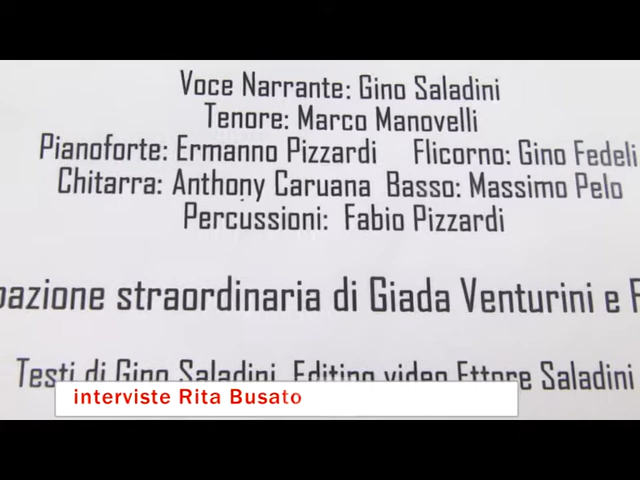 Voce Narrante: Gino Saladini
Tenore: Marco Manovelli
Pianoforte: Ermanno Pizzardi Flicorno: Gino Fedeli
Chitarra: Anthony Caruana Basso: Massimo Pelo
Percussioni: Fabio Pizzardi
pazione straordinaria di Giada Venturini e
Testi di Gino Saladini Editing video Ettore Saladini
interviste Rita Busato